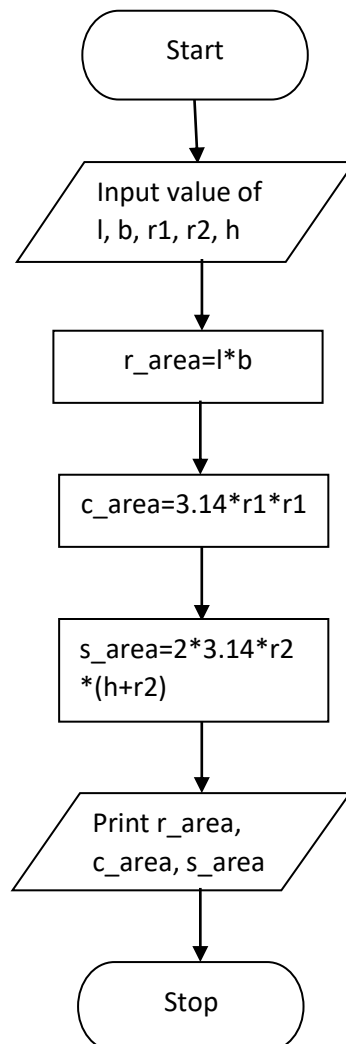 Start
Input value of
l, b, r1, r2, h
r_area=l*b
c_area=3.14*r1*r1
s_area=2*3.14*r2
*(h+r2)
Print r_area,
c_area, s_area
Stop